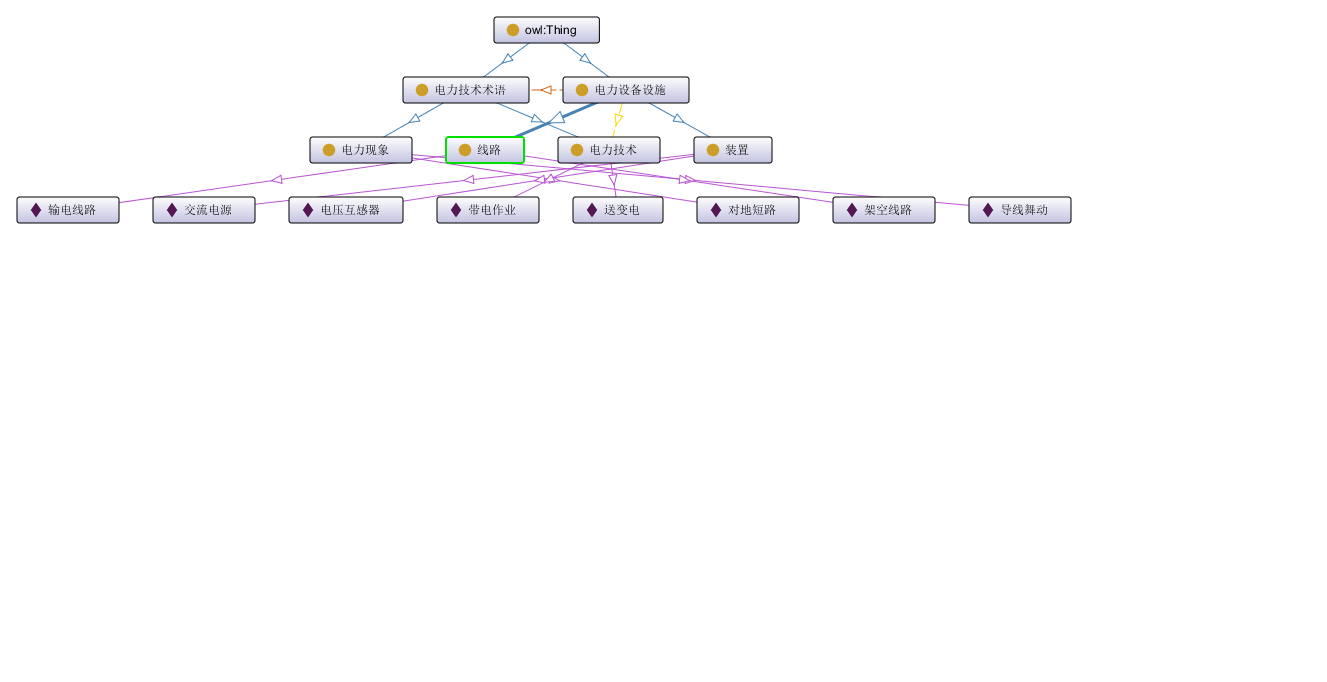 owl:Thing
电力技术术语
电力设备设施
电力现象
线路
电力技术
装置
输电线路
交流电源
电压互感器
带电作业
送变电
对地短路
架空线路
导线舞动